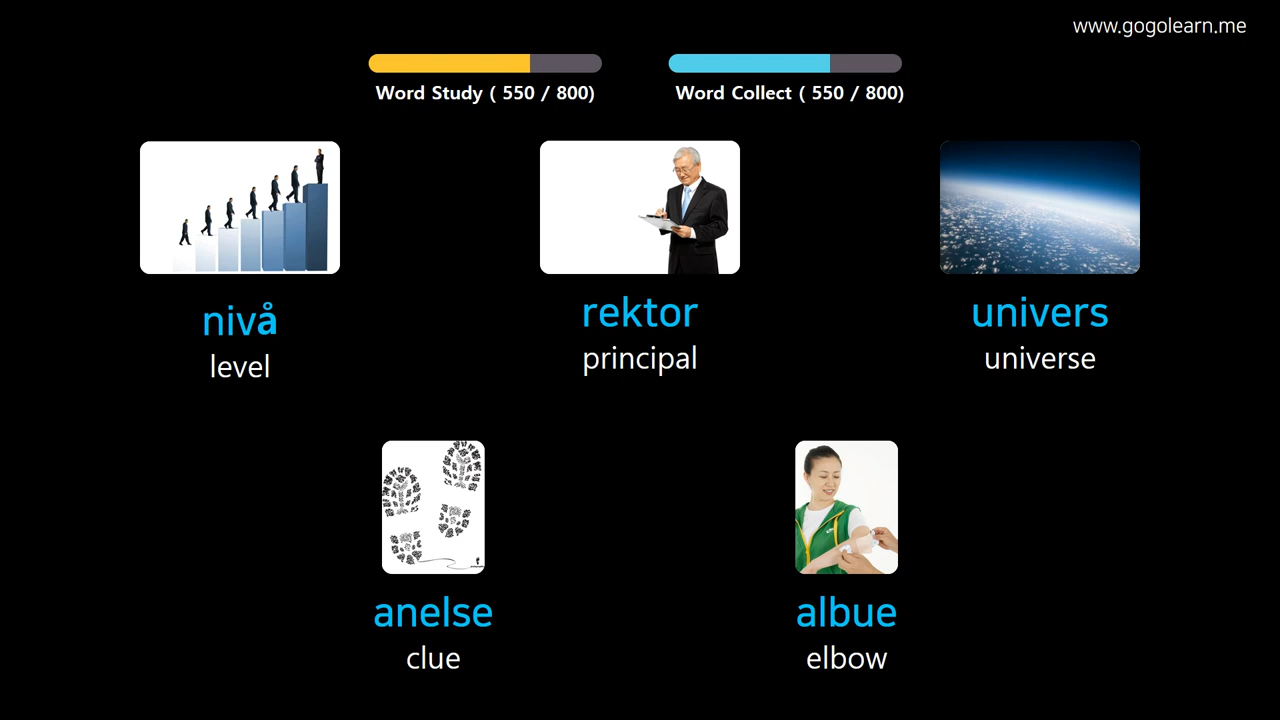 www.gogolearn.me
Word Study ( 550 / 800)
Word Collect ( 550 / 800)
nivå
level
rektor
principal
univers
universe
anelse
clue
albue
elbow